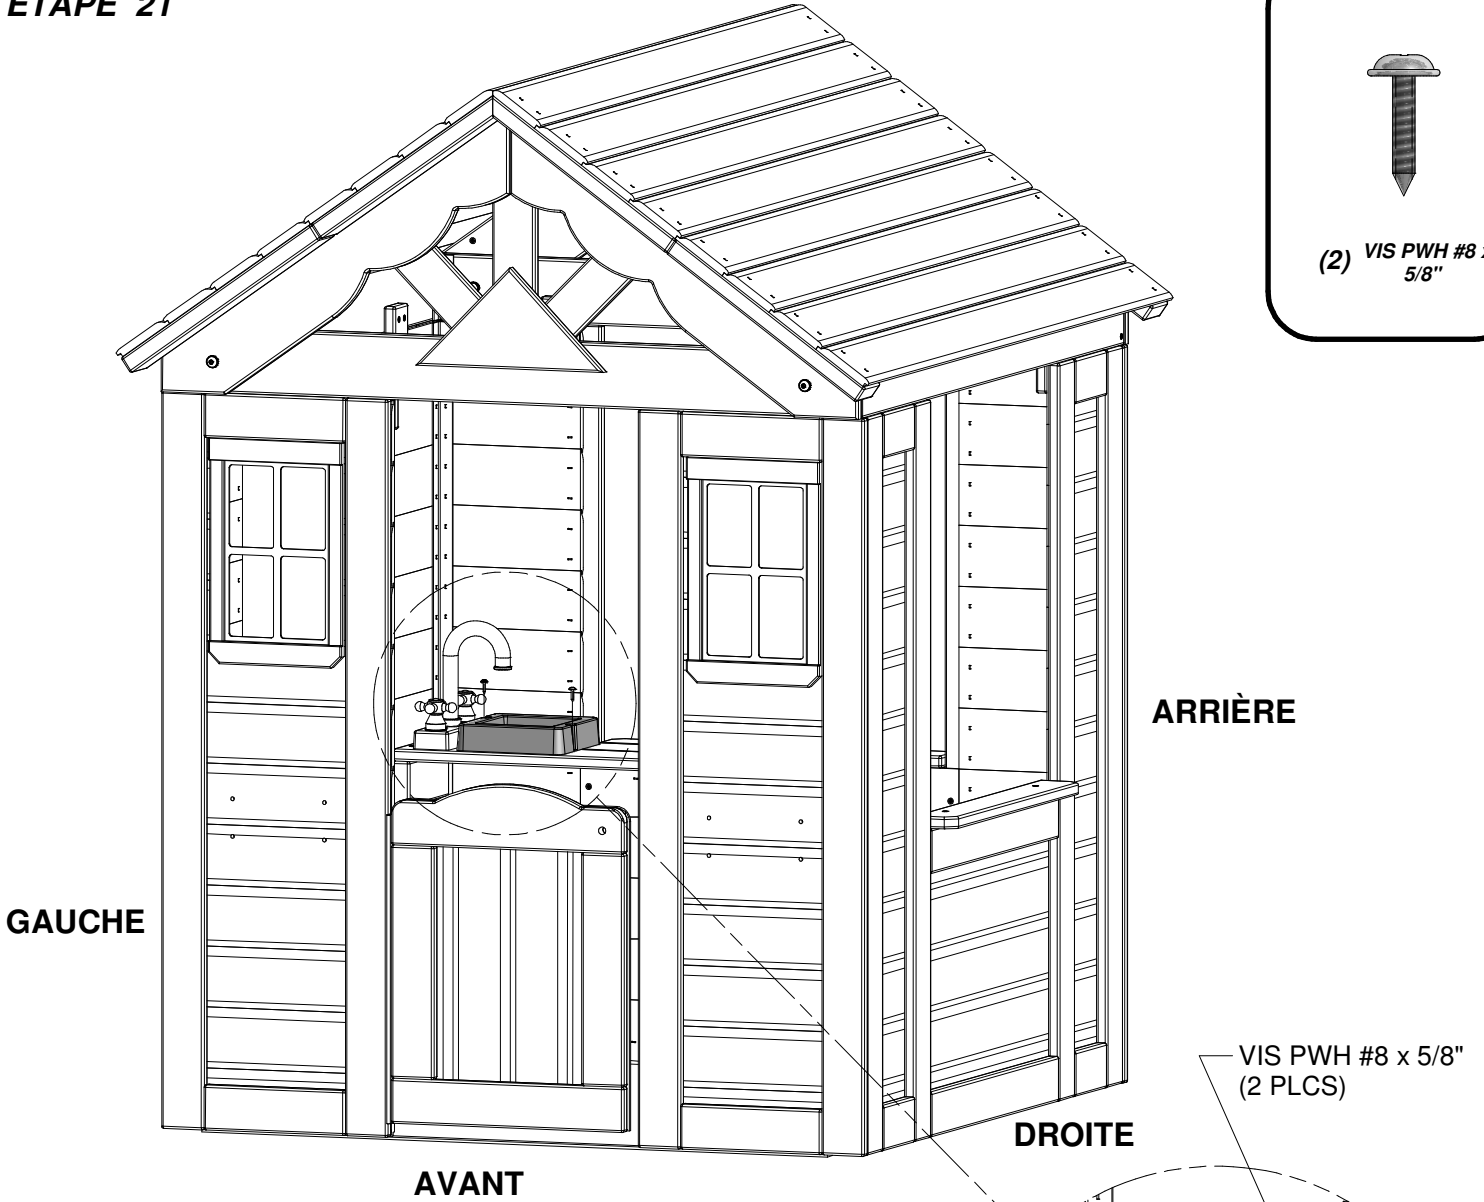 ÉTAPE 21
(2) VIS PWH #8 x
5/8"
ARRIÈRE
GAUCHE
VIS PWH #8 x 5/8"
(2 PLCS)
DROITE
AVANT